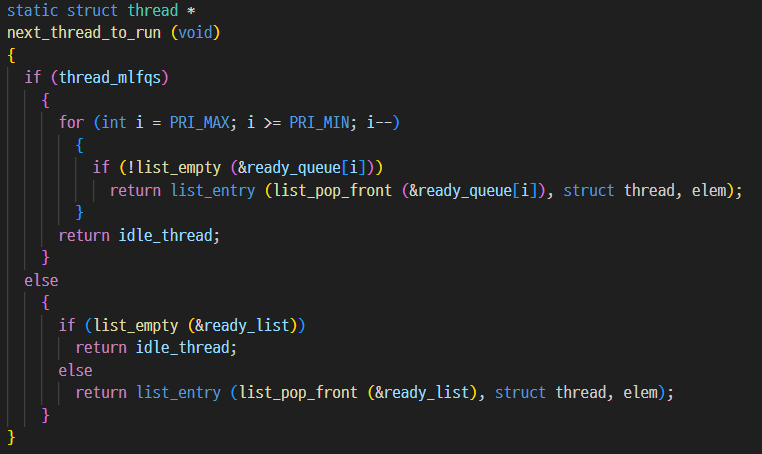 static struct thread *
next_thread_to_run (void)
{
  if (thread_mlfqs)
    {
      for (int i = PRI_MAX; i >= PRI_MIN; i--)
        {
          if (!list_empty (&ready_queue[i]))
            return list_entry (list_pop_front (&ready_queue[i]), struct thread, elem);
        }
      return idle_thread;
    }
  else
    {
      if (list_empty (&ready_list))
        return idle_thread;
      else
        return list_entry (list_pop_front (&ready_list), struct thread, elem);
    }
}